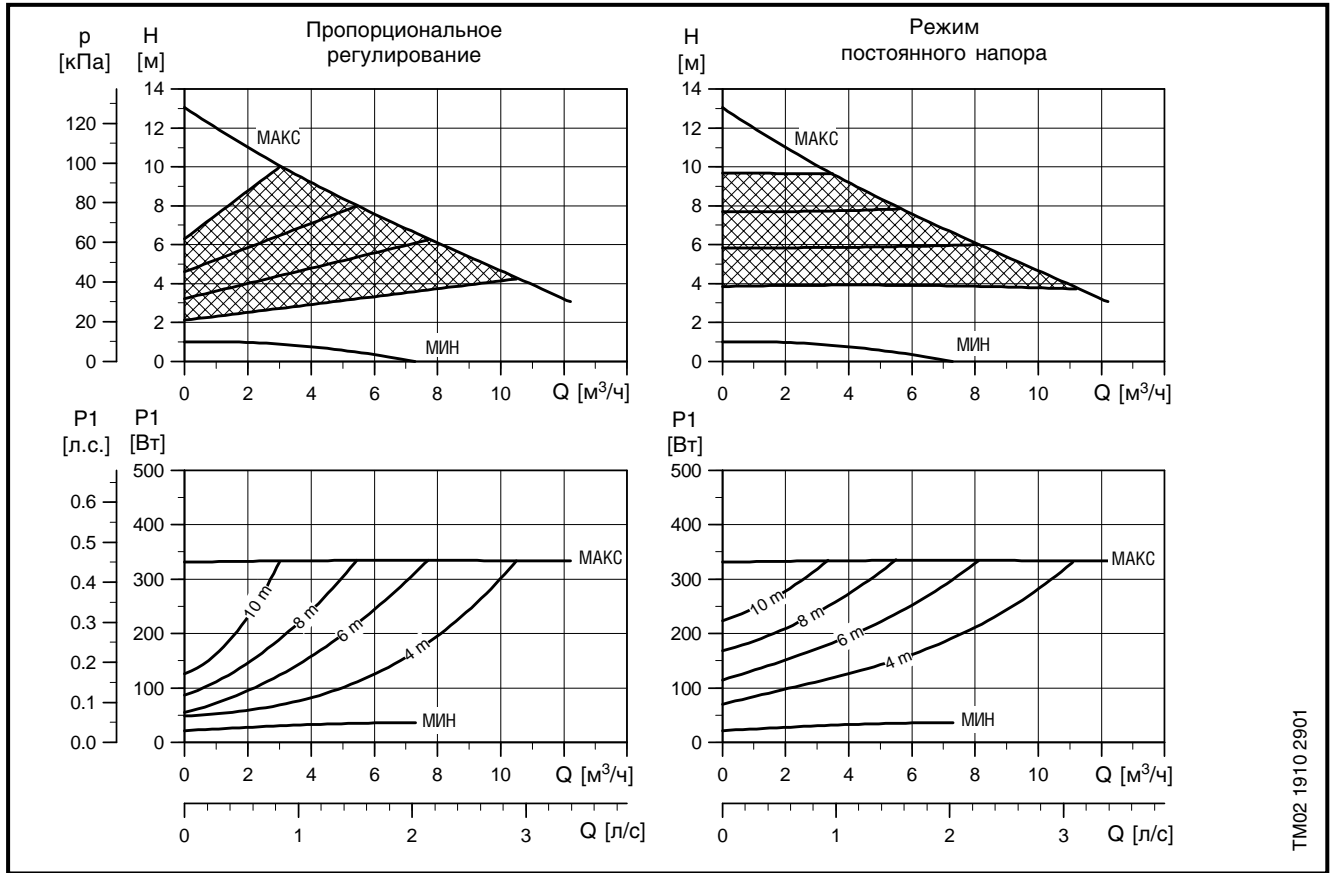 Пропорциональное
регулирование
Режим
постоянного напора
p
[кПа]
H
[м]
H
[м]
14
12
10
8
6
4
2
0
120
100
80
60
40
20
0
МАКС
МИН
0 2 4 6 8 10 Q [м³/ч]
14
12
10
8
6
4
2
0
МАКС
МИН
0 2 4 6 8 10 Q [м³/ч]
P1
[л.с.]
P1
[Вт]
P1
[Вт]
0.6
0.5
0.4
0.3
0.2
0.1
0.0
500
400
300
200
100
0
МАКС
10 m
8 m
6 m
4 m
МИН
0 2 4 6 8 10 Q [м³/ч]
0 1 2 3 Q [л/с]
500
400
300
200
100
0
МАКС
10 m
8 m
6 m
4 m
МИН
0 2 4 6 8 10 Q [м³/ч]
0 1 2 3 Q [л/с]
TM02 1910 2901